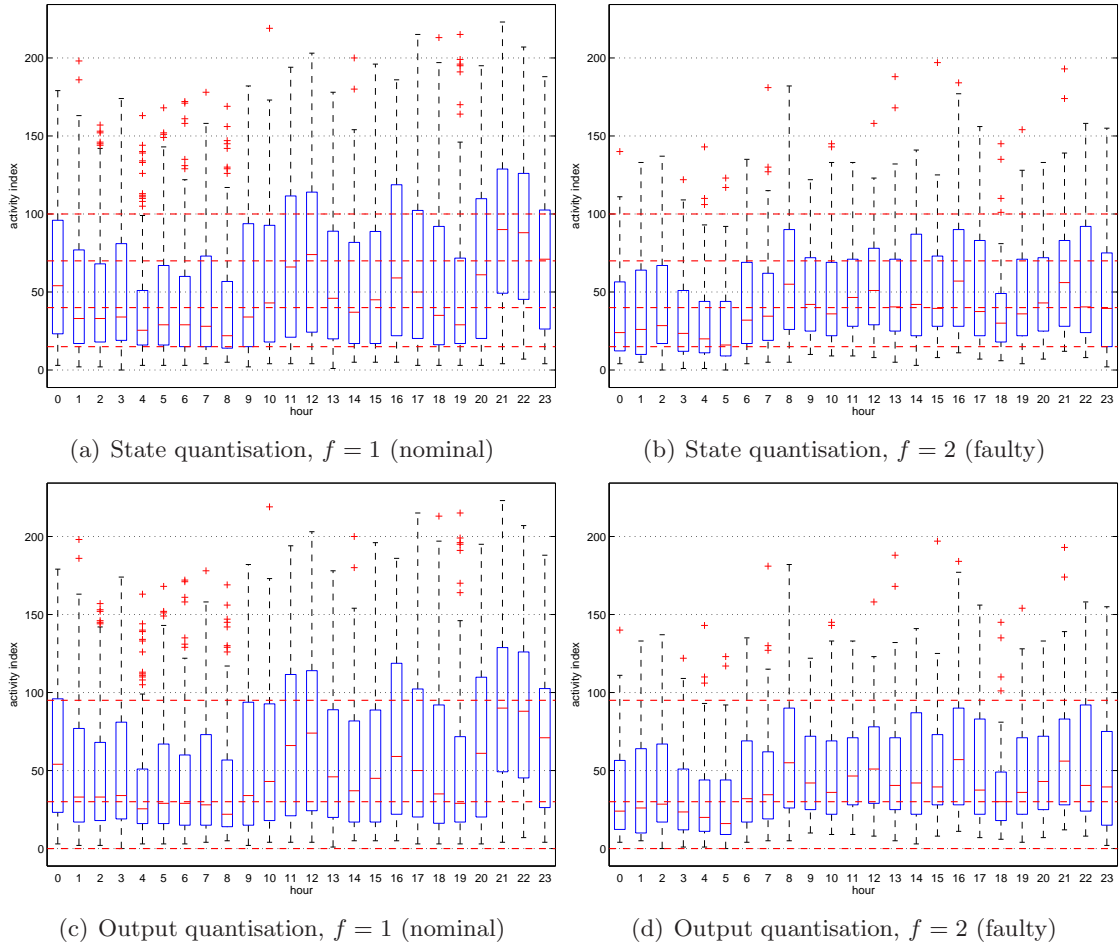 200
150
100
50
0
activity index
0 1 2 3 4 5 6 7 8 9 10 11 12 13 14 15 16 17 18 19 20 21 22 23
hour
(a) State quantisation, f = 1 (nominal)
200
150
100
50
0
activity index
0 1 2 3 4 5 6 7 8 9 10 11 12 13 14 15 16 17 18 19 20 21 22 23
hour
(b) State quantisation, f = 2 (faulty)
200
150
100
50
0
activity index
0 1 2 3 4 5 6 7 8 9 10 11 12 13 14 15 16 17 18 19 20 21 22 23
hour
(c) Output quantisation, f = 1 (nominal)
200
150
100
50
0
activity index
0 1 2 3 4 5 6 7 8 9 10 11 12 13 14 15 16 17 18 19 20 21 22 23
hour
(d) Output quantisation, f = 2 (faulty)